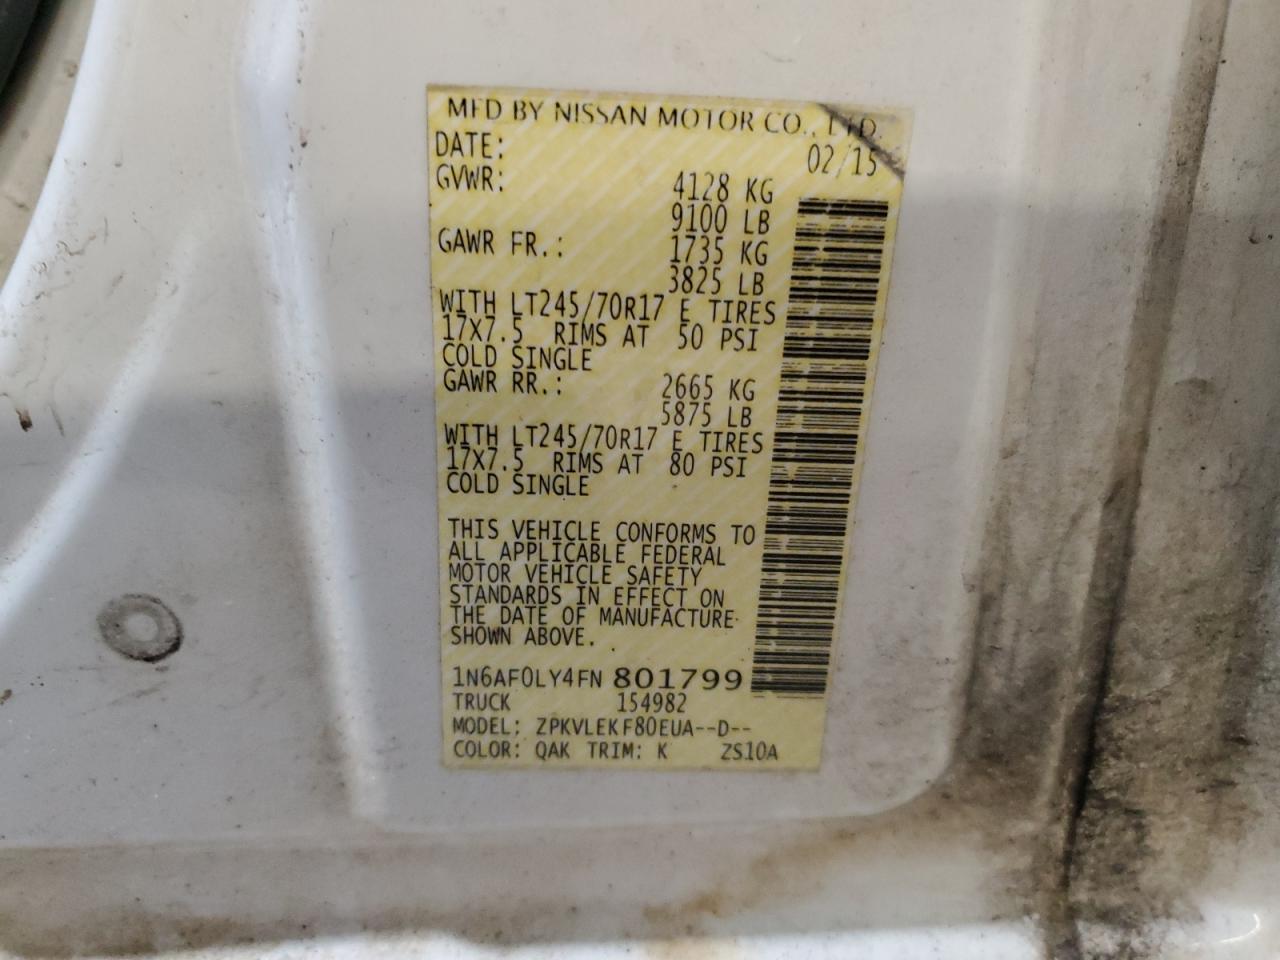 MFD BY NISSAN MOTOR CO., LTD.
DATE: 02/15
GVWR: 4128 KG
9100 LB
GAWR FR.: 1735 KG
3825 LB
WITH LT245/70R17 E TIRES
17X7.5 RIMS AT 50 PSI
COLD SINGLE
GAWR RR.: 2665 KG
5875 LB
WITH LT245/70R17 E TIRES
17X7.5 RIMS AT 80 PSI
COLD SINGLE
THIS VEHICLE CONFORMS TO
ALL APPLICABLE FEDERAL
MOTOR VEHICLE SAFETY
STANDARDS IN EFFECT ON
THE DATE OF MANUFACTURE
SHOWN ABOVE.
1N6AF0LY4FN801799
TRUCK 154982
MODEL: ZPKVLEKF80EUA--D--
COLOR: QAK TRIM: K ZS10A